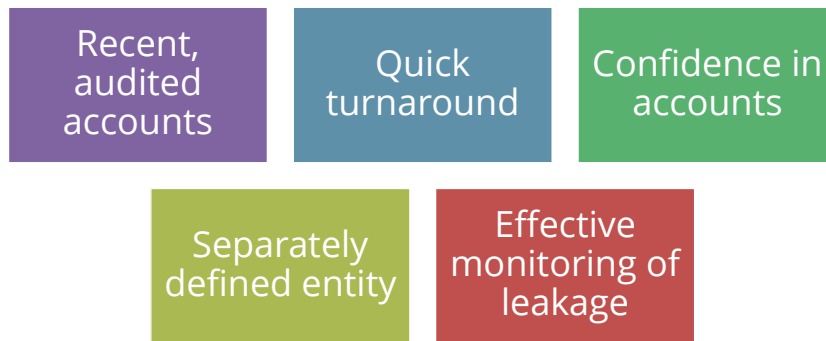 Recent,
audited
accounts
Quick
turnaround
Confidence in
accounts
Separately
defined entity
Effective
monitoring of
leakage